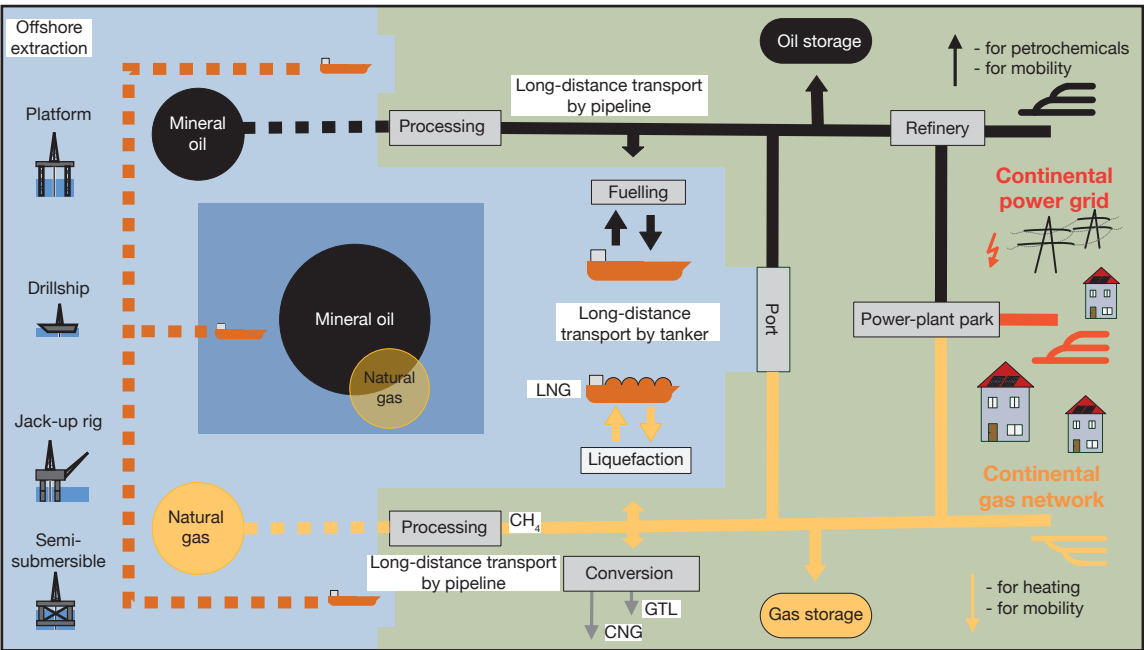 Offshore
extraction
Platform
Drillship
Jack-up rig
Semi-
submersible
Mineral
oil
Processing
Long-distance transport
by pipeline
Oil storage
Refinery
- for petrochemicals
- for mobility
Fuelling
Long-distance
transport by tanker
LNG
Liquefaction
Mineral oil
Natural
gas
Port
Continental
power grid
Power-plant park
Continental
gas network
Natural
gas
Processing
CH₄
Long-distance transport
by pipeline
Conversion
GTL
CNG
Gas storage
- for heating
- for mobility